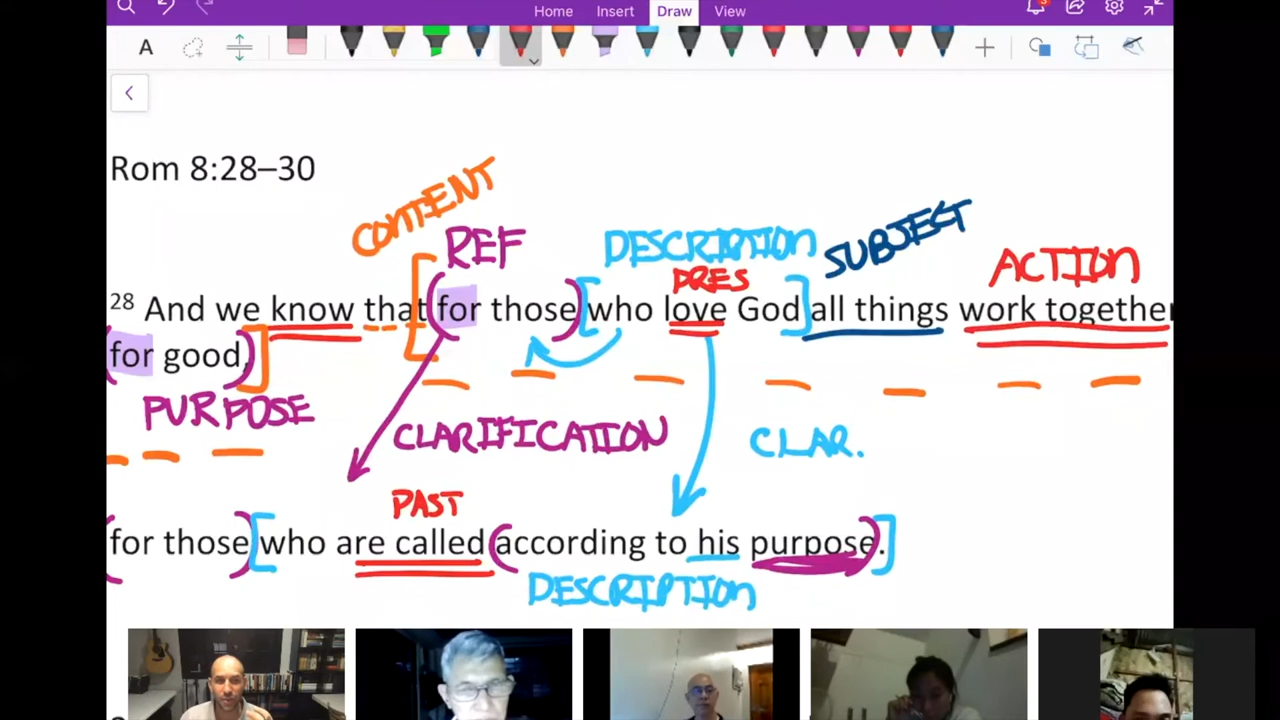 Home Insert Draw View
A
Rom 8:28–30
CONTENT
REF DESCRIPTION SUBJECT
PRES ACTION
28 And we know that for those who love God all things work together
for good,
PURPOSE
CLARIFICATION CLAR.
PAST
for those who are called according to his purpose.
DESCRIPTION